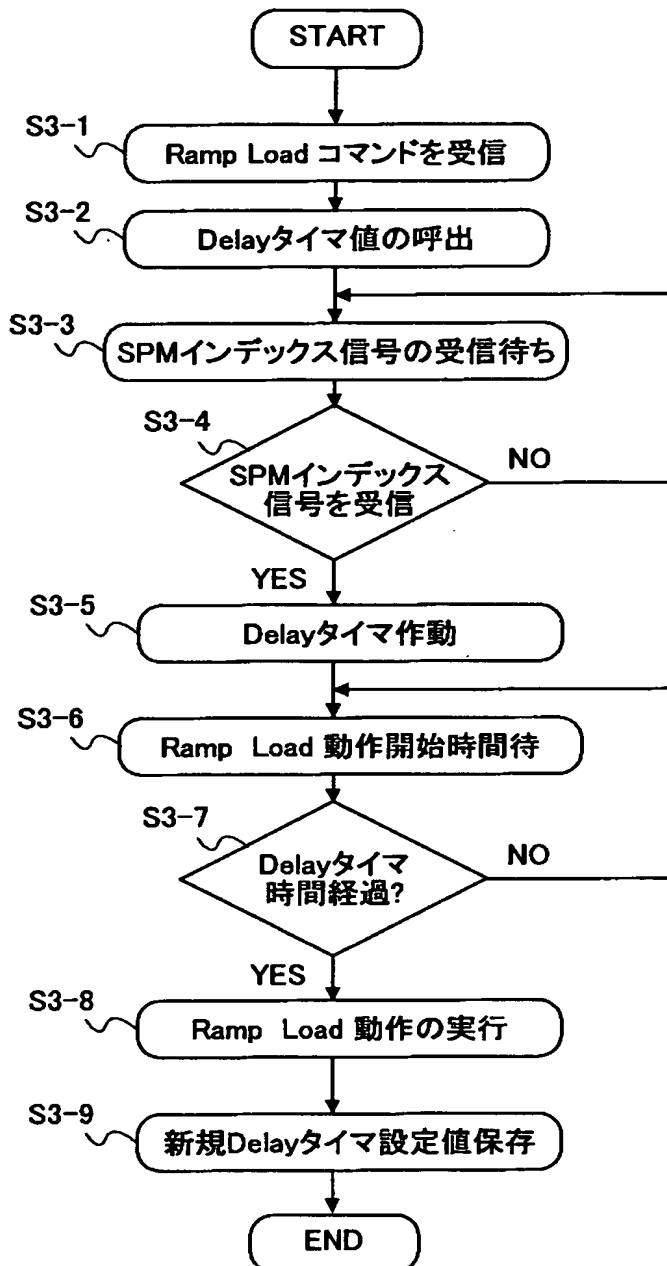 START
S3-1
Ramp Load コマンドを受信
S3-2
Delayタイマ値の呼出
S3-3
SPMインデックス信号の受信待ち
S3-4
SPMインデックス
信号を受信
NO
YES
S3-5
Delayタイマ作動
S3-6
Ramp Load 動作開始時間待
S3-7
Delayタイマ
時間経過?
NO
YES
S3-8
Ramp Load 動作の実行
S3-9
新規Delayタイマ設定値保存
END